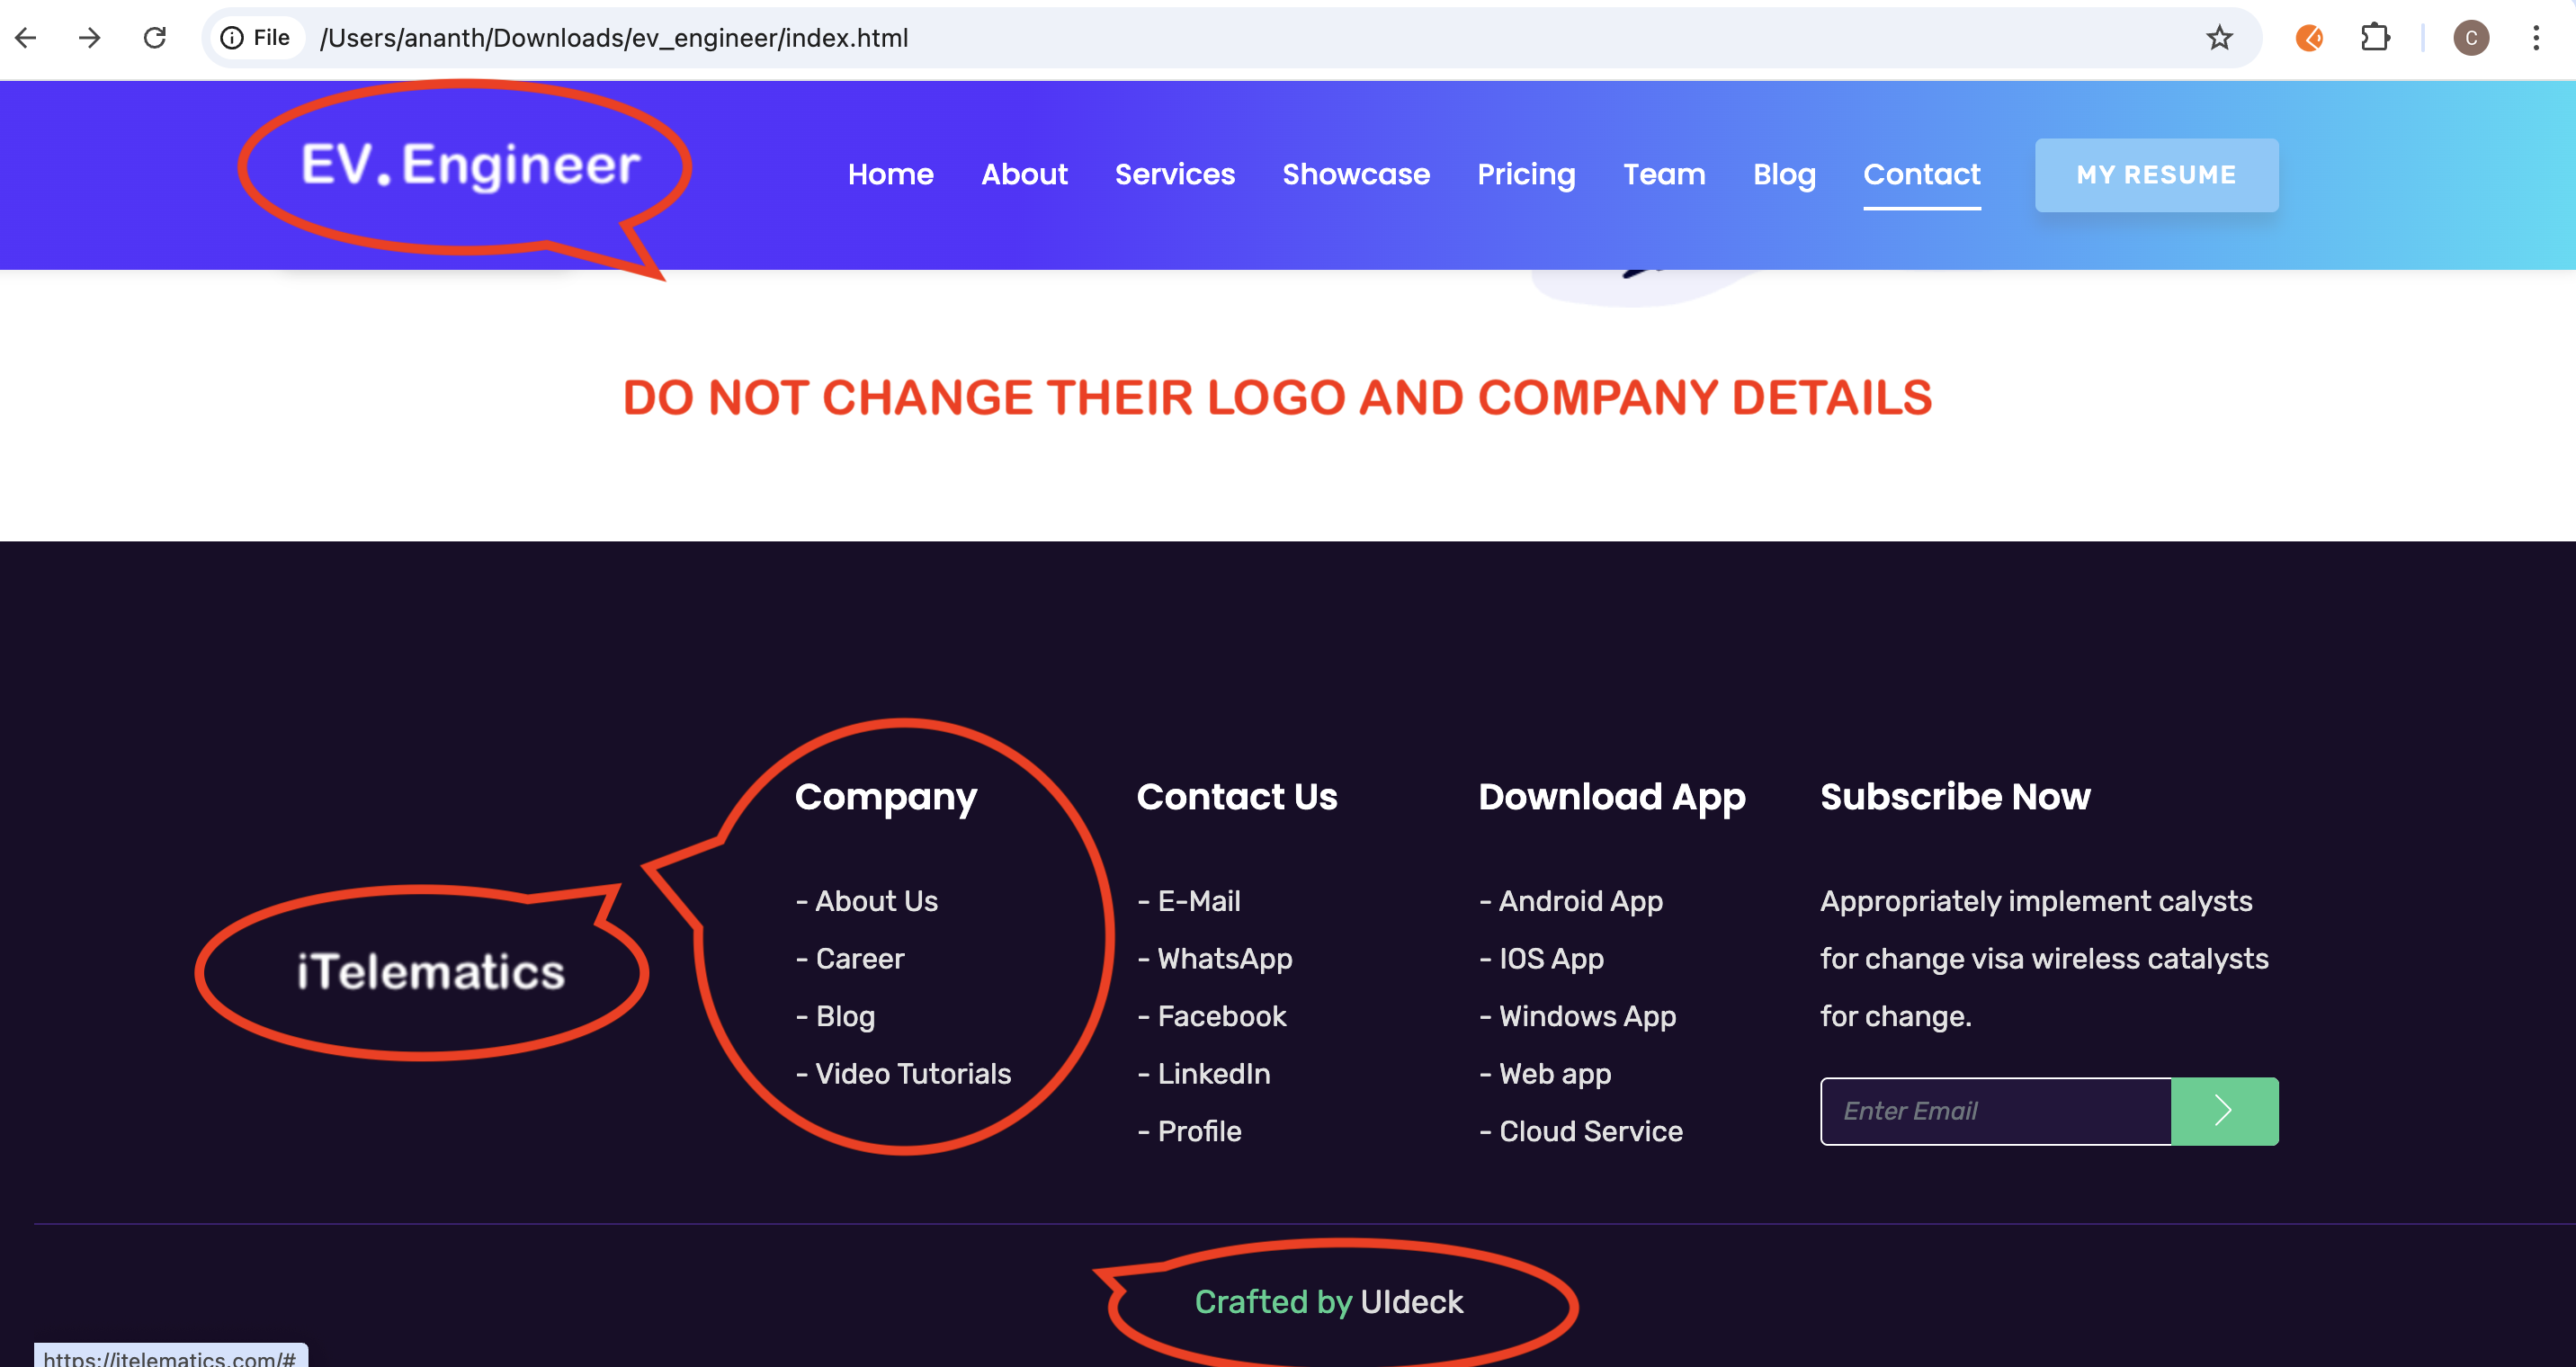 File /Users/ananth/Downloads/ev_engineer/index.html
C
EV.Engineer
Home About Services Showcase Pricing Team Blog Contact MY RESUME
DO NOT CHANGE THEIR LOGO AND COMPANY DETAILS
iTelematics
Company
- About Us
- Career
- Blog
- Video Tutorials
Contact Us
- E-Mail
- WhatsApp
- Facebook
- LinkedIn
- Profile
Download App
- Android App
- IOS App
- Windows App
- Web app
- Cloud Service
Subscribe Now
Appropriately implement calysts
for change visa wireless catalysts
for change.
Enter Email
Crafted by UIdeck
https://itelematics.com/#